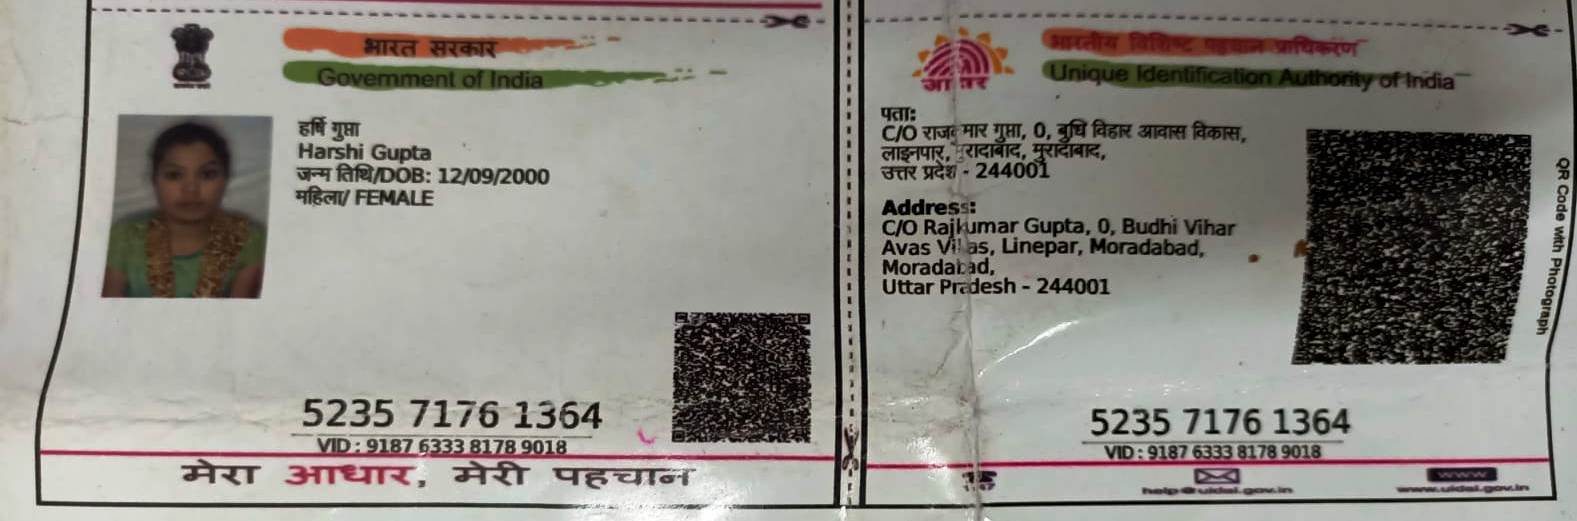 भारत सरकार
Government of India
हर्षि गुप्ता
Harshi Gupta
जन्म तिथि/DOB: 12/09/2000
महिला/ FEMALE
5235 7176 1364
VID : 9187 6333 8178 9018
मेरा आधार, मेरी पहचान
भारतीय विशिष्ट पहचान प्राधिकरण
Unique Identification Authority of India
पता:
C/O राजकुमार गुप्ता, 0, बुधि विहार आवास विकास,
लाइनपार, मुरादाबाद, मुरादाबाद,
उत्तर प्रदेश - 244001
Address:
C/O Rajkumar Gupta, 0, Budhi Vihar
Avas Vikas, Linepar, Moradabad,
Moradabad,
Uttar Pradesh - 244001
QR Code with Photograph
5235 7176 1364
VID : 9187 6333 8178 9018
1947
help@uidai.gov.in
www
www.uidai.gov.in